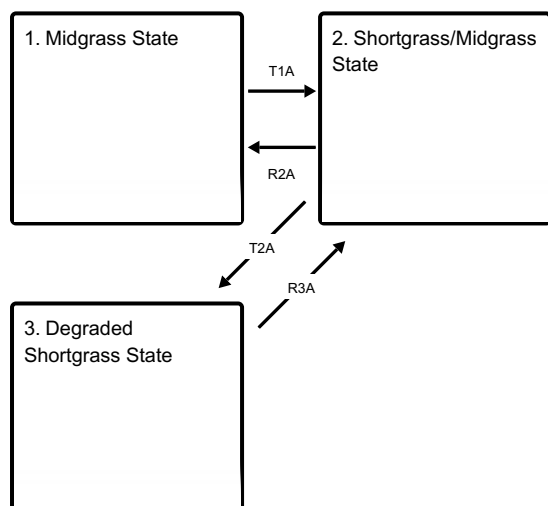 1. Midgrass State
2. Shortgrass/Midgrass
State
T1A
R2A
T2A
R3A
3. Degraded
Shortgrass State